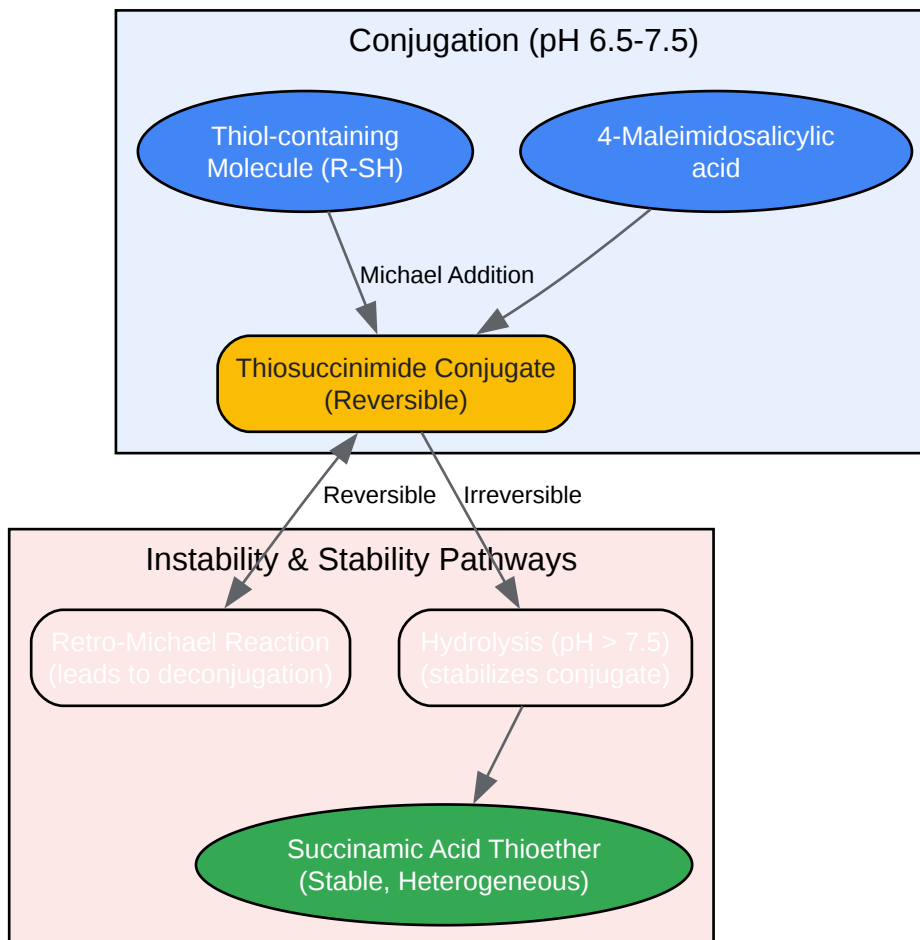 Conjugation (pH 6.5-7.5)
Thiol-containing
Molecule (R-SH)
4-Maleimidosalicylic
acid
Michael Addition
Thiosuccinimide Conjugate
(Reversible)
Reversible
Irreversible
Instability & Stability Pathways
Retro-Michael Reaction
(leads to deconjugation)
Hydrolysis (pH > 7.5)
(stabilizes conjugate)
Succinamic Acid Thioether
(Stable, Heterogeneous)